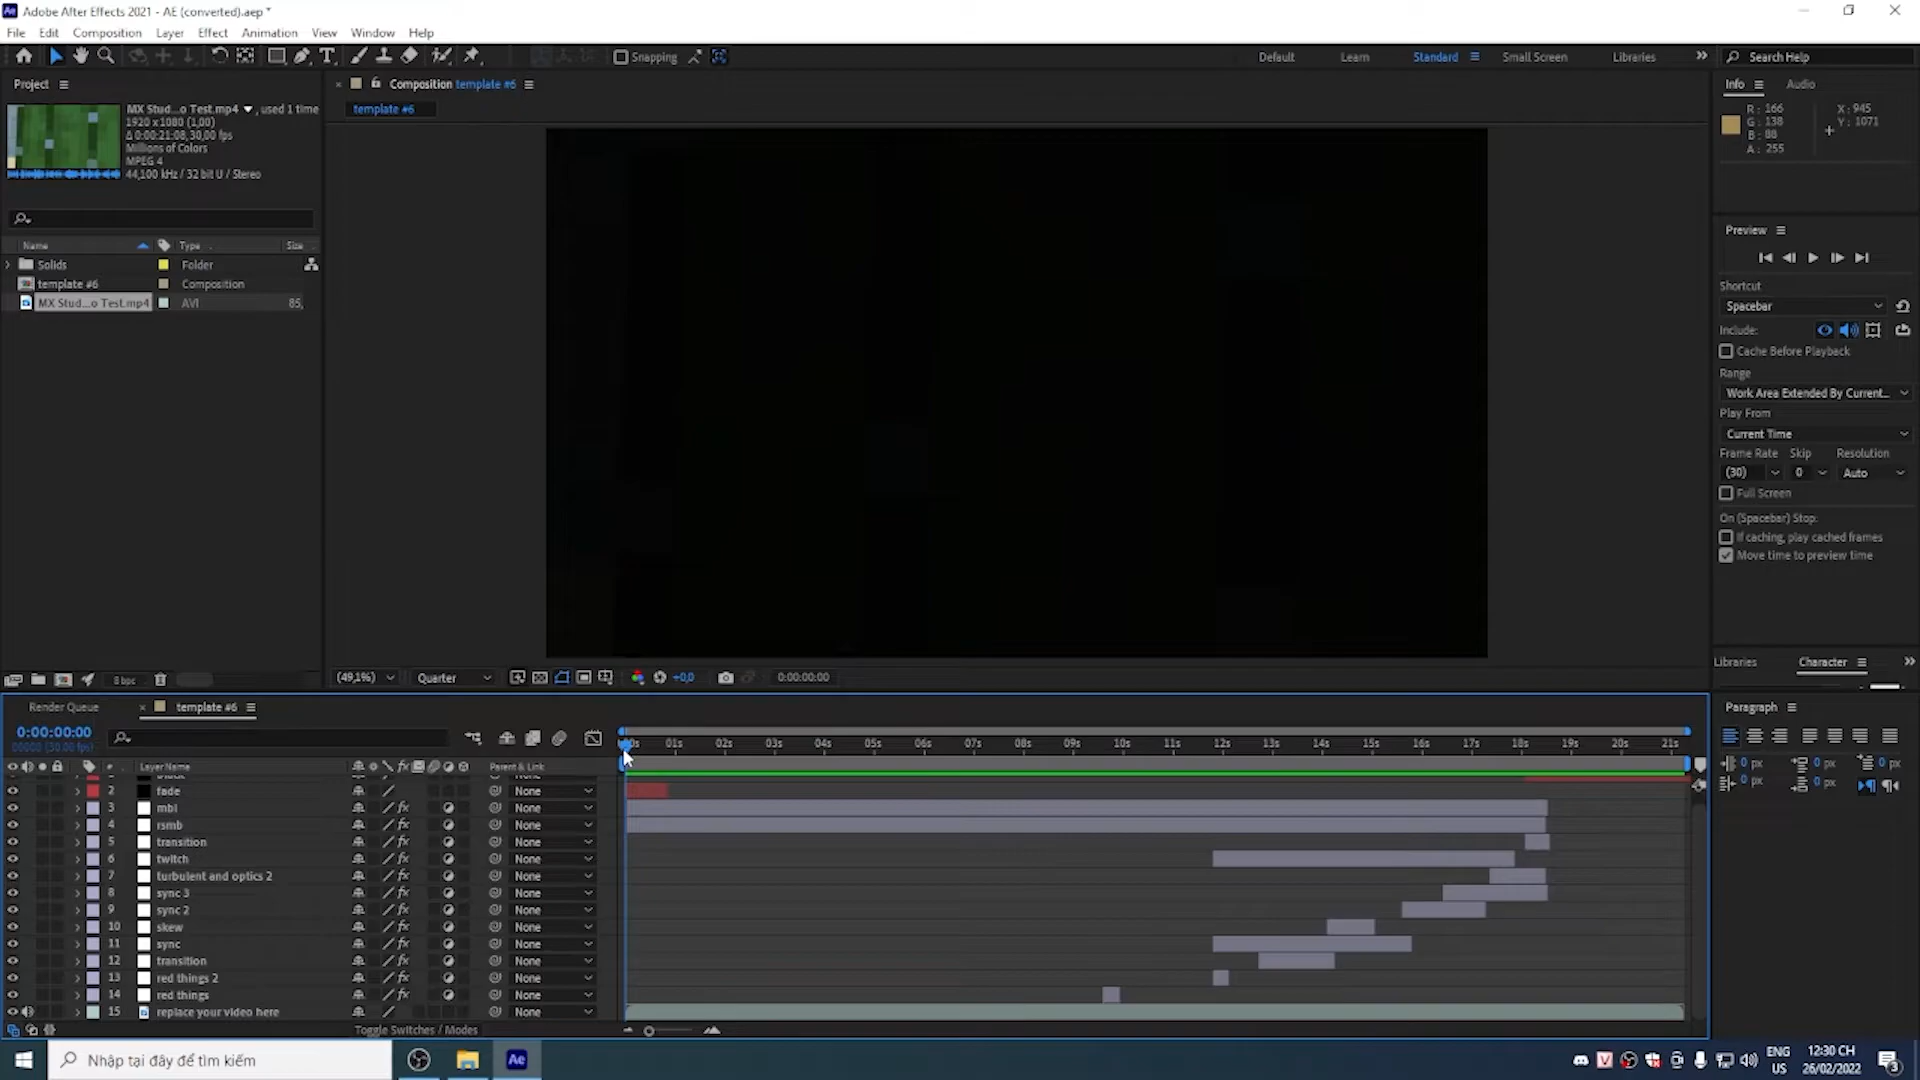 Adobe After Effects 2021 - AE (converted).aep *
File Edit Composition Layer Effect Animation View Window Help
Snapping
Default Learn Standard Small Screen Libraries Search Help
Project
MX Stud...o Test.mp4 , used 1 time
1920 x 1080 (1,00)
Δ 0:00:21:08, 30,00 fps
Millions of Colors
MPEG 4
44,100 kHz / 32 bit U / Stereo
Name Type Size
Solids Folder
template #6 Composition
MX Stud...o Test.mp4 AVI 85,
8 bpc
Composition template #6
template #6
(49,1%) Quarter +0,0 0:00:00:00
Info Audio
R : 166 X : 945
G : 138 Y : 1071
B : 88
A : 255
Preview
Shortcut
Spacebar
Include:
Cache Before Playback
Range
Work Area Extended By Current...
Play From
Current Time
Frame Rate Skip Resolution
(30) 0 Auto
Full Screen
On (Spacebar) Stop:
If caching, play cached frames
Move time to preview time
Libraries Character
Paragraph
0 px 0 px 0 px
0 px 0 px
Render Queue template #6
0:00:00:00
00000 (30.00 fps)
01s 02s 03s 04s 05s 06s 07s 08s 09s 10s 11s 12s 13s 14s 15s 16s 17s 18s 19s 20s 21s
# Layer Name Parent & Link
2 fade None
3 mbl None
4 rsmb None
5 transition None
6 twitch None
7 turbulent and optics 2 None
8 sync 3 None
9 sync 2 None
10 skew None
11 sync None
12 transition None
13 red things 2 None
14 red things None
15 replace your video here None
Toggle Switches / Modes
Nhập tại đây để tìm kiếm
Ae
ENG
US
12:30 CH
26/02/2022
3